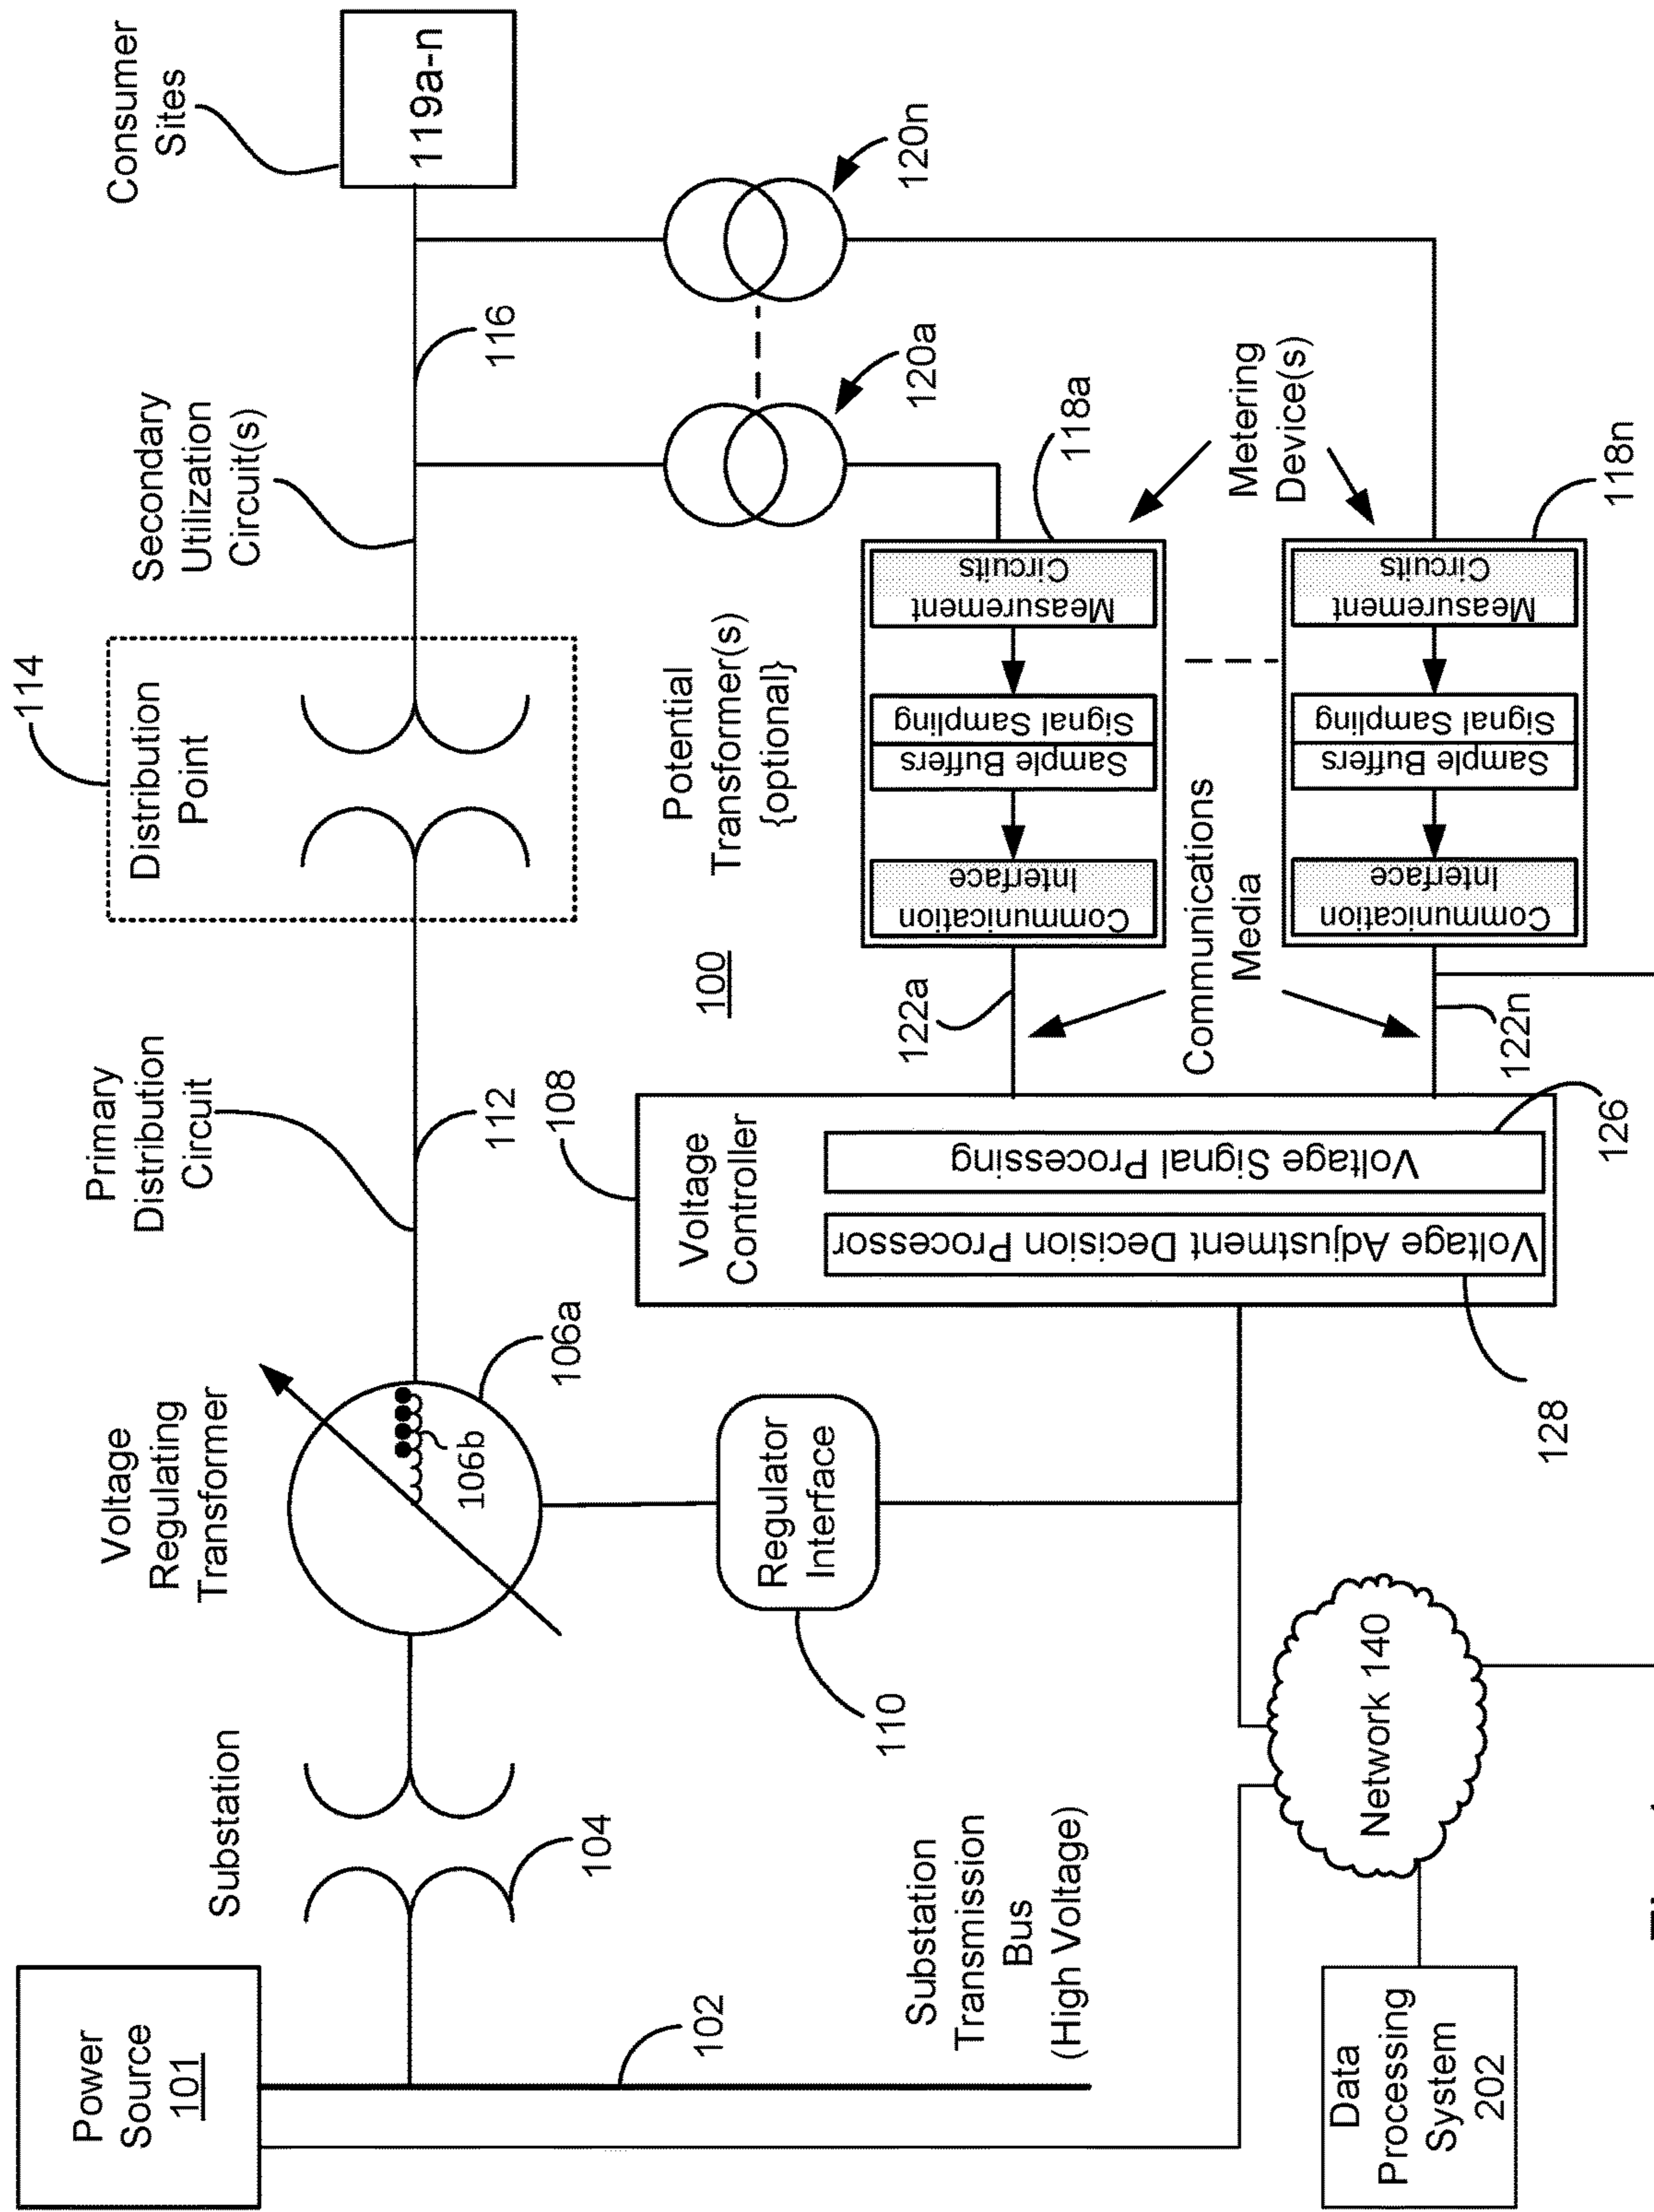 Power
Source
101
Substation
Voltage
Regulating
Transformer
Primary
Distribution
Circuit
114
Distribution
Point
Secondary
Utilization
Circuit(s)
Consumer
Sites
119a-n
104
102
106b
106a
112
116
100
Potential
Transformer(s)
{optional}
120a
120n
Substation
Transmission
Bus
(High Voltage)
110
Regulator
Interface
108
Voltage
Controller
Voltage Adjustment Decision Processor
Voltage Signal Processing
128
126
122a
122n
Communications
Media
Communication
Interface
Sample Buffers
Signal Sampling
Measurement
Circuits
118a
Metering
Device(s)
Communication
Interface
Sample Buffers
Signal Sampling
Measurement
Circuits
118n
Data
Processing
System
202
Network 140